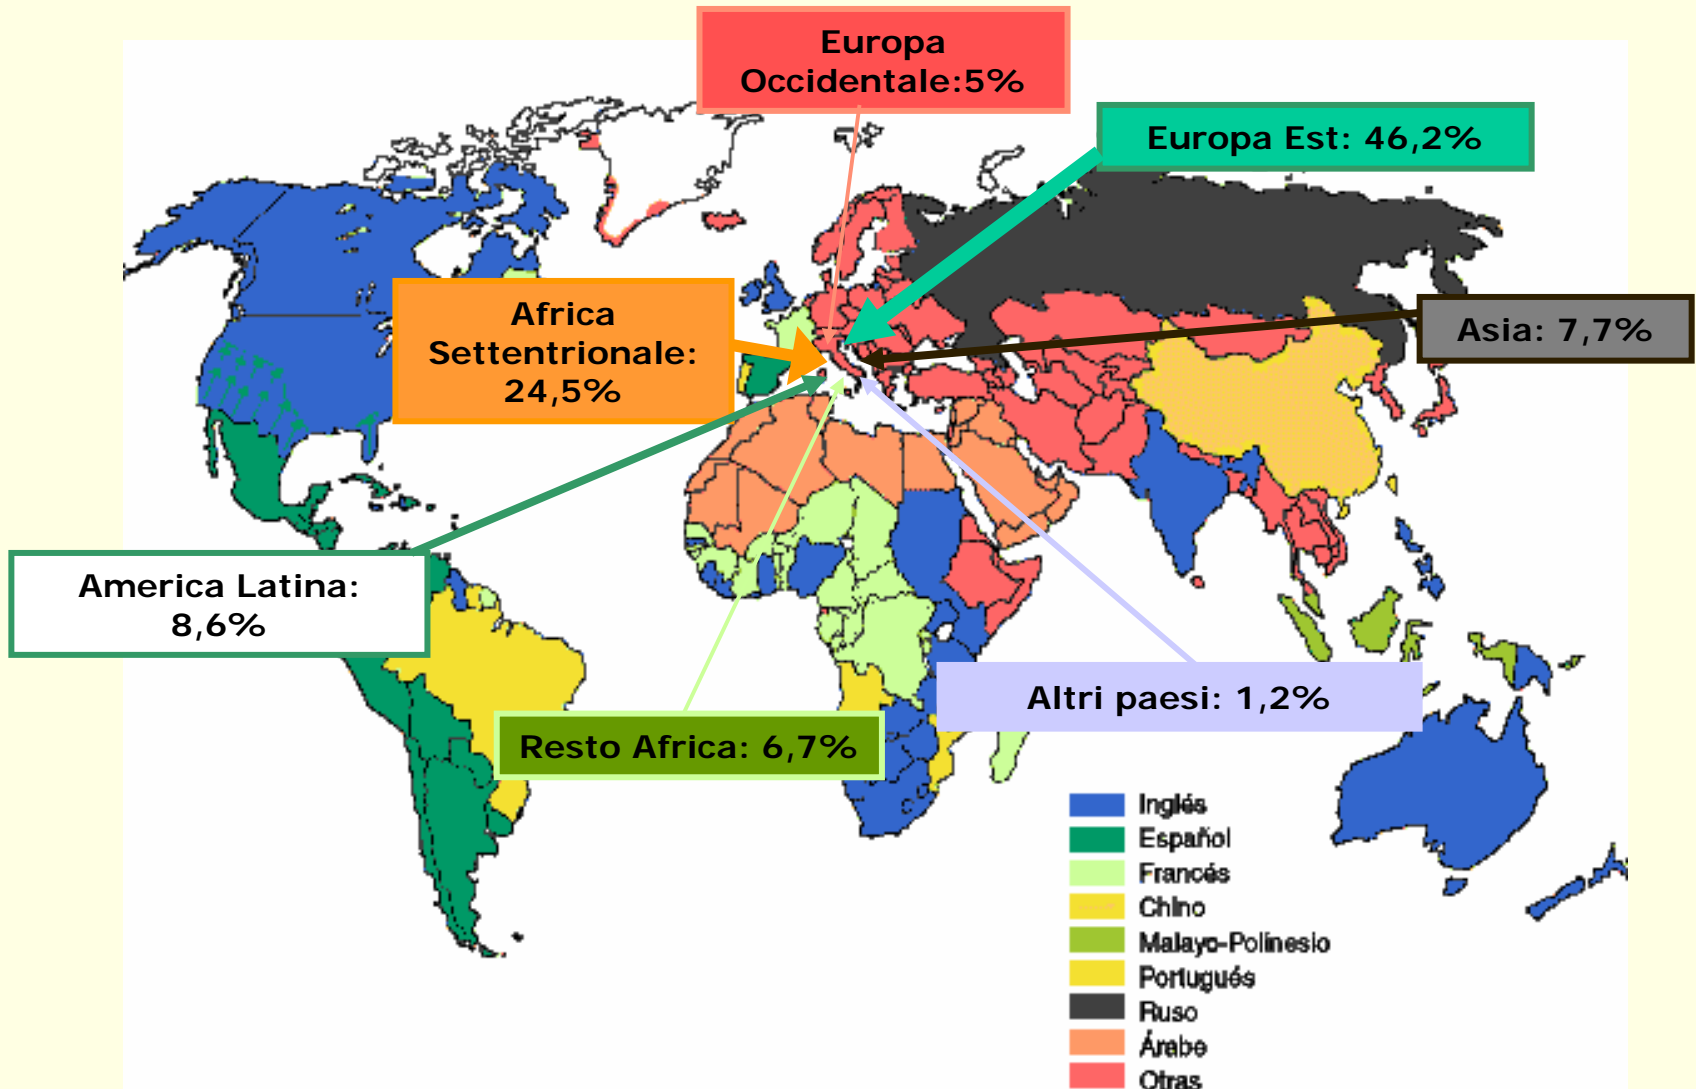 Europa
Occidentale:5%
Europa Est: 46,2%
Africa
Settentrionale:
24,5%
Asia: 7,7%
America Latina:
8,6%
Altri paesi: 1,2%
Resto Africa: 6,7%
Inglés
Español
Francés
Chino
Malayo-Polinesio
Portugués
Ruso
Árabe
Otras